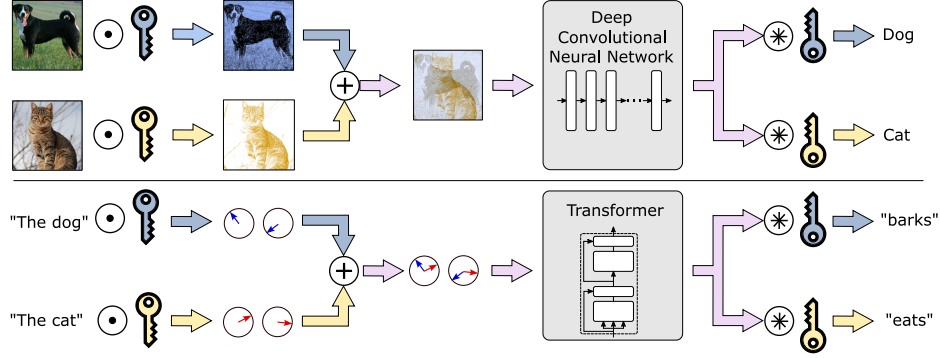 Deep
Convolutional
Neural Network
Dog
Cat
"The dog"
Transformer
"barks"
"The cat"
"eats"